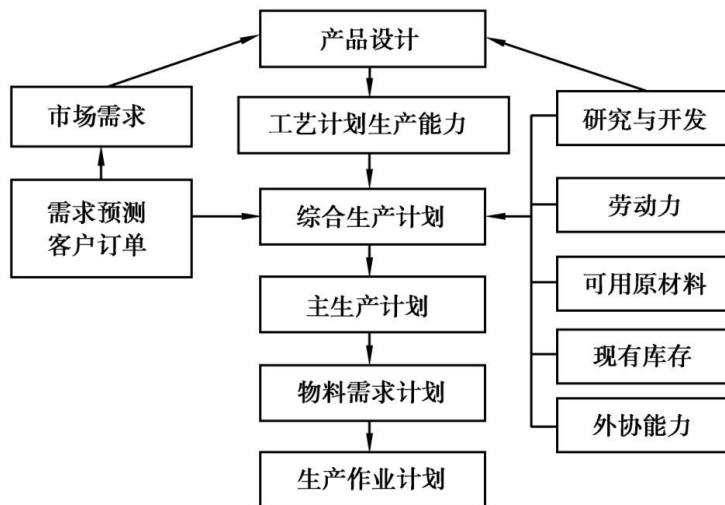 产品设计
市场需求
工艺计划生产能力
研究与开发
需求预测
客户订单
综合生产计划
劳动力
主生产计划
可用原材料
物料需求计划
现有库存
生产作业计划
外协能力